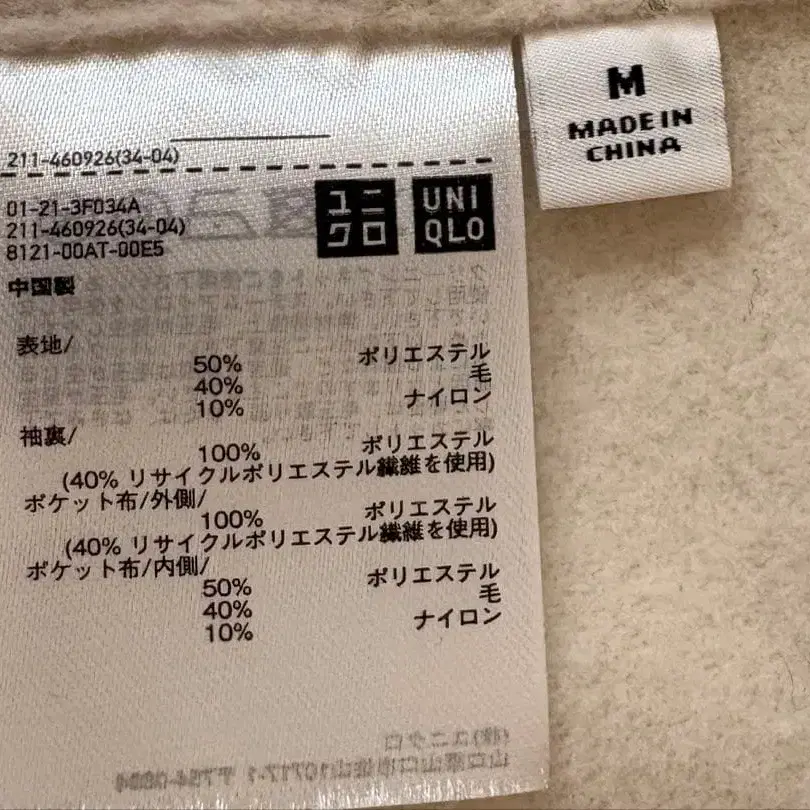 M
MADE IN
CHINA
211-460926(34-04)
01-21-3F034A
211-460926(34-04)
8121-00AT-00E5
ユニ
クロ
UNI
QLO
中国製
表地/
50% ポリエステル
40% 毛
10% ナイロン
袖裏/
100% ポリエステル
(40% リサイクルポリエステル繊維を使用)
ポケット布/外側/
100% ポリエステル
(40% リサイクルポリエステル繊維を使用)
ポケット布/内側/
50% ポリエステル
40% 毛
10% ナイロン
(株)ユニクロ